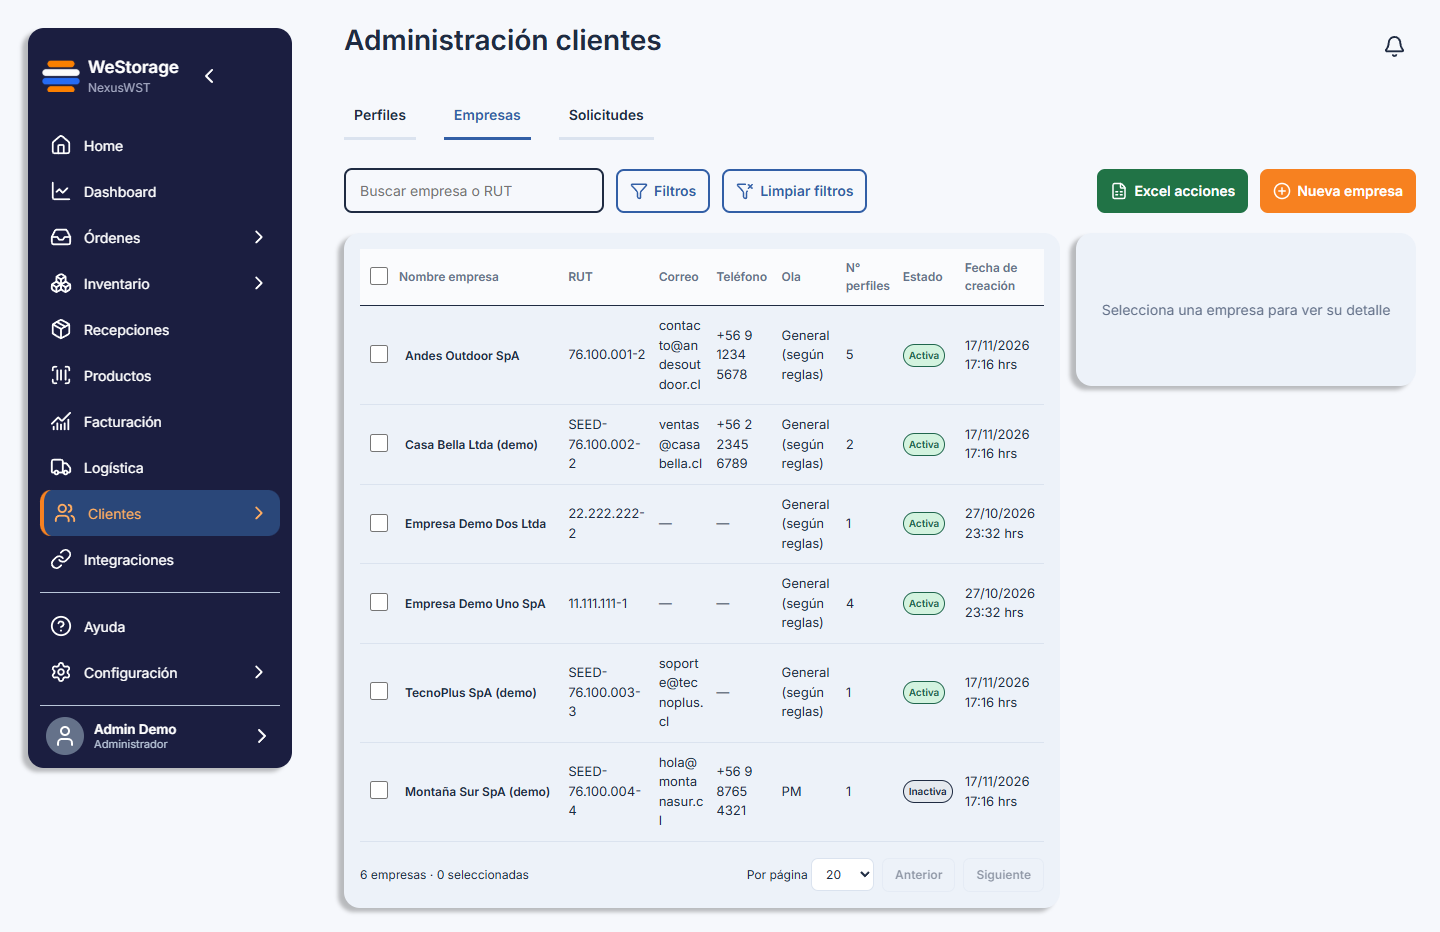 WeStorage
NexusWST
Home
Dashboard
Órdenes
Inventario
Recepciones
Productos
Facturación
Logística
Clientes
Integraciones
Ayuda
Configuración
Admin Demo
Administrador
Administración clientes
Perfiles
Empresas
Solicitudes
Buscar empresa o RUT
Filtros
Limpiar filtros
Excel acciones
Nueva empresa
Nombre empresa
RUT
Correo
Teléfono
Ola
N°
perfiles
Estado
Fecha de
creación
Andes Outdoor SpA
76.100.001-2
contac
to@an
desout
door.cl
+56 9
1234
5678
General
(según
reglas)
5
Activa
17/11/2026
17:16 hrs
Casa Bella Ltda (demo)
SEED-
76.100.002-
2
ventas
@casa
bella.cl
+56 2
2345
6789
General
(según
reglas)
2
Activa
17/11/2026
17:16 hrs
Empresa Demo Dos Ltda
22.222.222-
2
—
—
General
(según
reglas)
1
Activa
27/10/2026
23:32 hrs
Empresa Demo Uno SpA
11.111.111-1
—
—
General
(según
reglas)
4
Activa
27/10/2026
23:32 hrs
TecnoPlus SpA (demo)
SEED-
76.100.003-
3
soport
e@tec
noplus.
cl
—
General
(según
reglas)
1
Activa
17/11/2026
17:16 hrs
Montaña Sur SpA (demo)
SEED-
76.100.004-
4
hola@
monta
nasur.c
l
+56 9
8765
4321
PM
1
Inactiva
17/11/2026
17:16 hrs
6 empresas · 0 seleccionadas
Por página
20
Anterior
Siguiente
Selecciona una empresa para ver su detalle